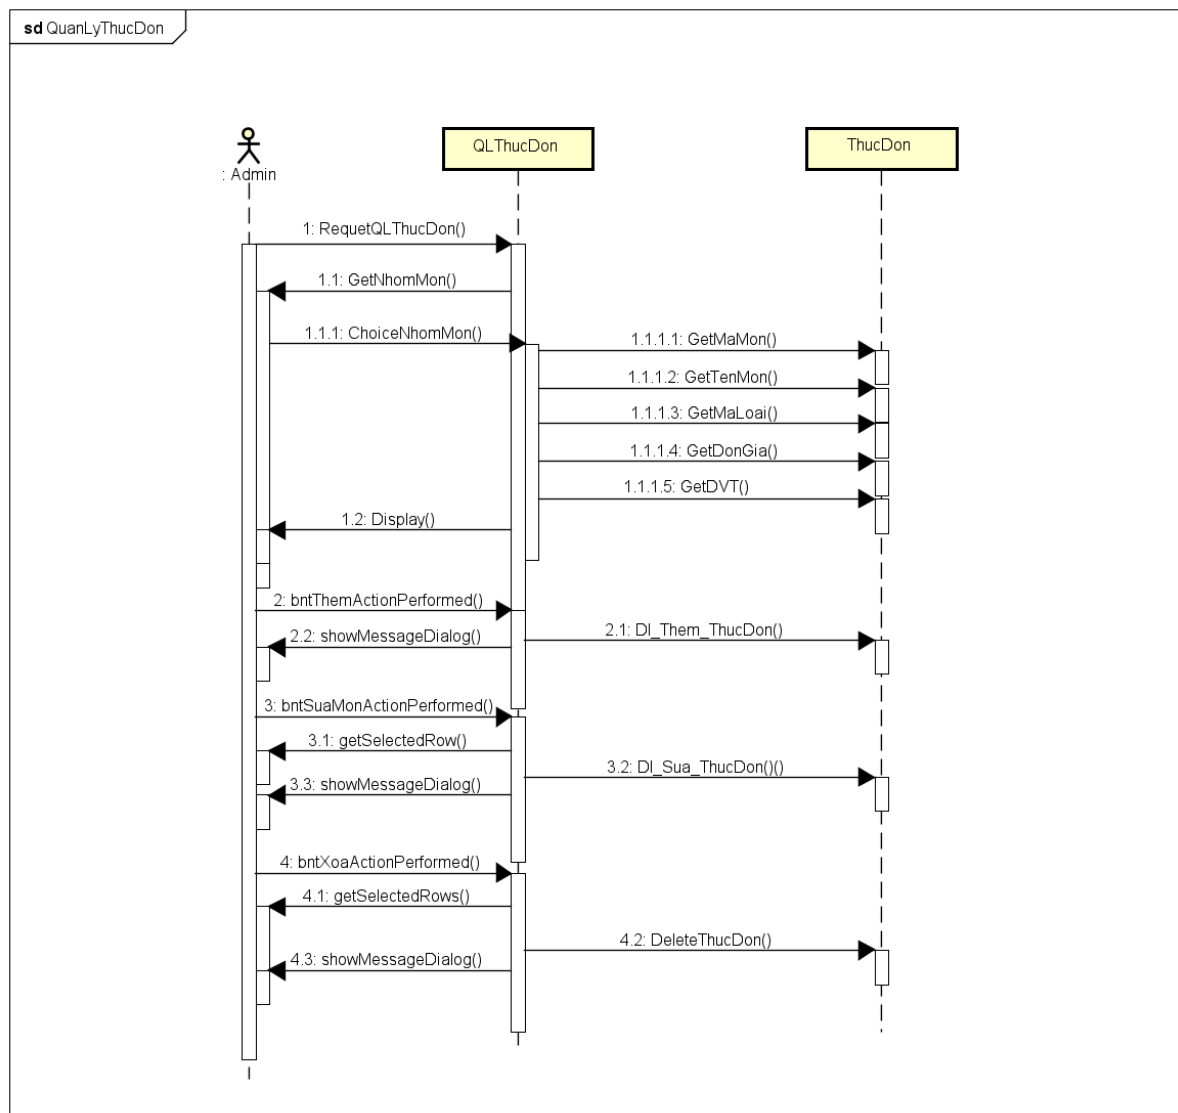 sd QuanLyThucDon
: Admin
QLThucDon
ThucDon
1: RequetQLThucDon()
1.1: GetNhomMon()
1.1.1: ChoiceNhomMon()
1.1.1.1: GetMaMon()
1.1.1.2: GetTenMon()
1.1.1.3: GetMaLoai()
1.1.1.4: GetDonGia()
1.1.1.5: GetDVT()
1.2: Display()
2: bntThemActionPerformed()
2.2: showMessageDialog()
2.1: DI_Them_ThucDon()
3: bntSuaMonActionPerformed()
3.1: getSelectedRow()
3.2: DI_Sua_ThucDon()()
3.3: showMessageDialog()
4: bntXoaActionPerformed()
4.1: getSelectedRows()
4.2: DeleteThucDon()
4.3: showMessageDialog()